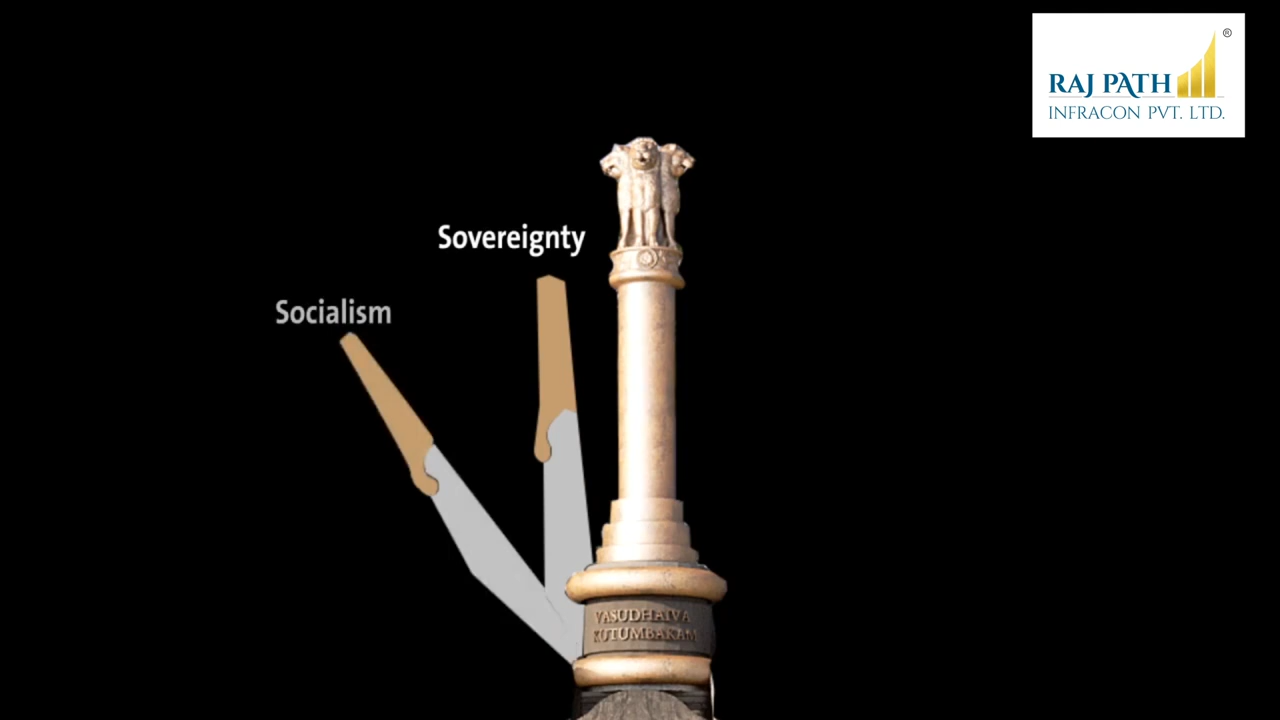 RAJ PATH ®
INFRACON PVT. LTD.
Sovereignty
Socialism
VASUDHAIVA
KUTUMBAKAM